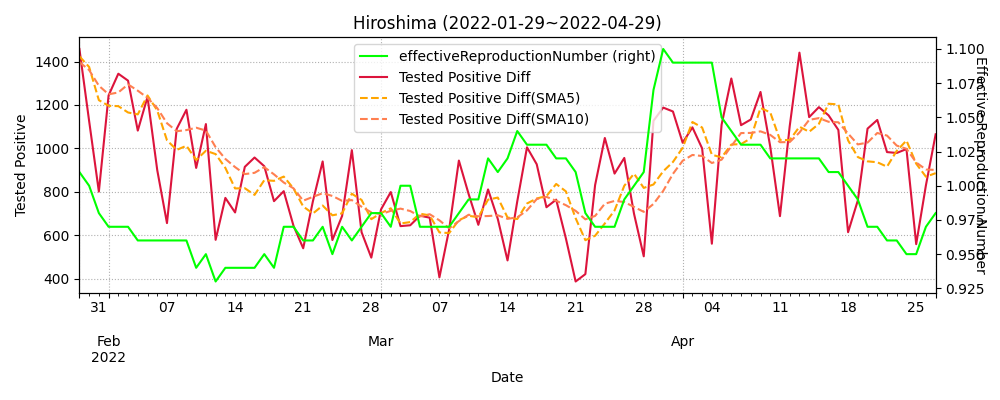 Hiroshima (2022-01-29~2022-04-29)
effectiveReproductionNumber (right)
Tested Positive Diff
Tested Positive Diff(SMA5)
Tested Positive Diff(SMA10)
Tested Positive
1400
1200
1000
800
600
400
Effective Reproduction Number
1.100
1.075
1.050
1.025
1.000
0.975
0.950
0.925
31 07 14 21 28 07 14 21 28 04 11 18 25
Feb Mar Apr
2022
Date